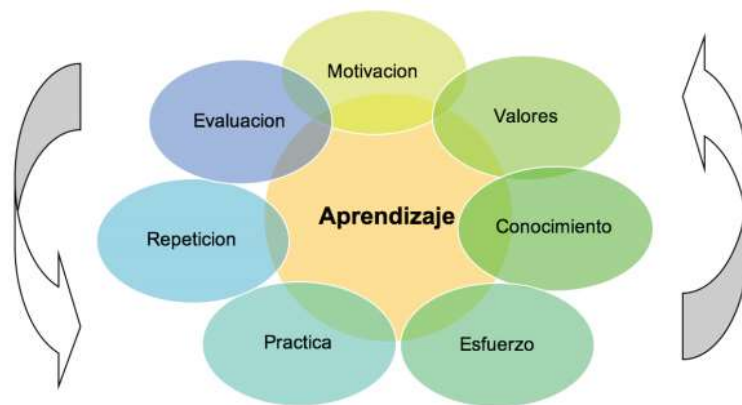 Motivacion
Valores
Conocimiento
Esfuerzo
Practica
Repeticion
Evaluacion
Aprendizaje